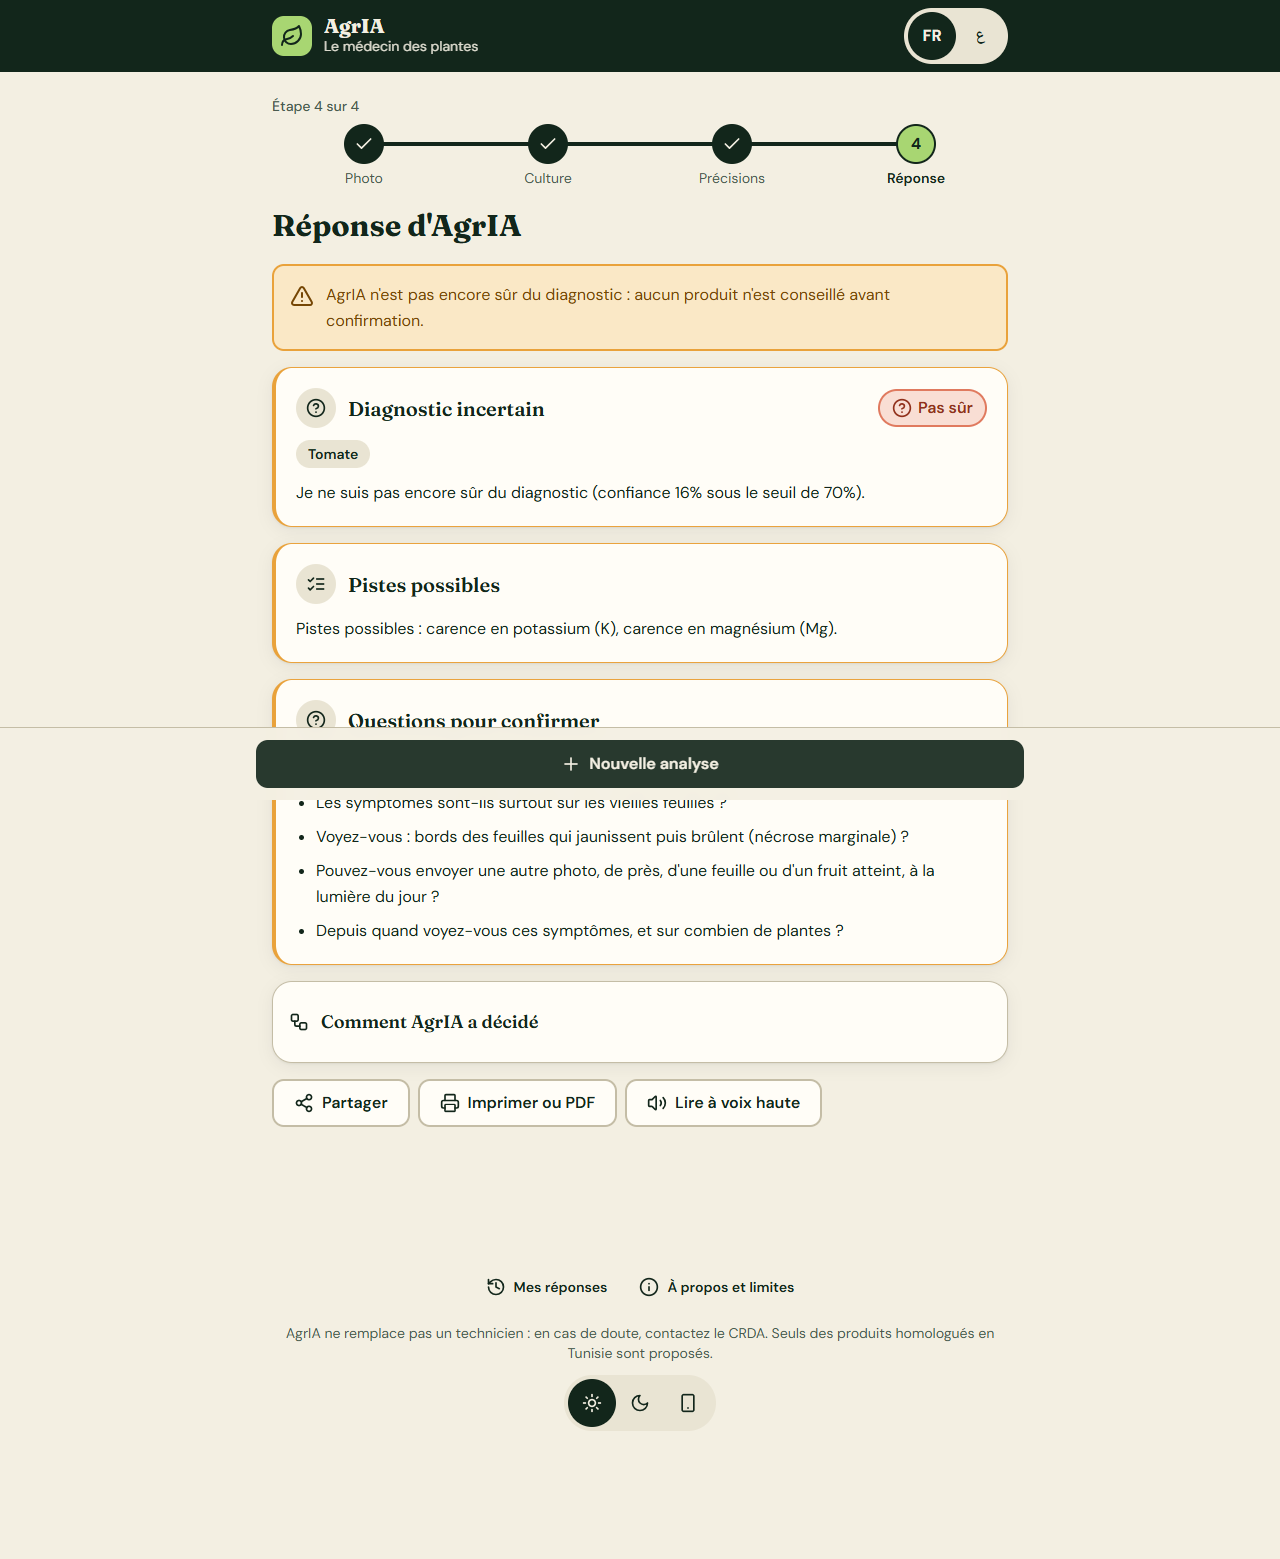 AgrIA
Le médecin des plantes
FR ع
Étape 4 sur 4
4
Photo Culture Précisions Réponse
Réponse d'AgrIA
AgrIA n'est pas encore sûr du diagnostic : aucun produit n'est conseillé avant
confirmation.
Diagnostic incertain
Pas sûr
Tomate
Je ne suis pas encore sûr du diagnostic (confiance 16% sous le seuil de 70%).
Pistes possibles
Pistes possibles : carence en potassium (K), carence en magnésium (Mg).
Questions pour confirmer
Nouvelle analyse
Les symptômes sont-ils surtout sur les vieilles feuilles ?
Voyez-vous : bords des feuilles qui jaunissent puis brûlent (nécrose marginale) ?
Pouvez-vous envoyer une autre photo, de près, d'une feuille ou d'un fruit atteint, à la
lumière du jour ?
Depuis quand voyez-vous ces symptômes, et sur combien de plantes ?
Comment AgrIA a décidé
Partager
Imprimer ou PDF
Lire à voix haute
Mes réponses
À propos et limites
AgrIA ne remplace pas un technicien : en cas de doute, contactez le CRDA. Seuls des produits homologués en
Tunisie sont proposés.